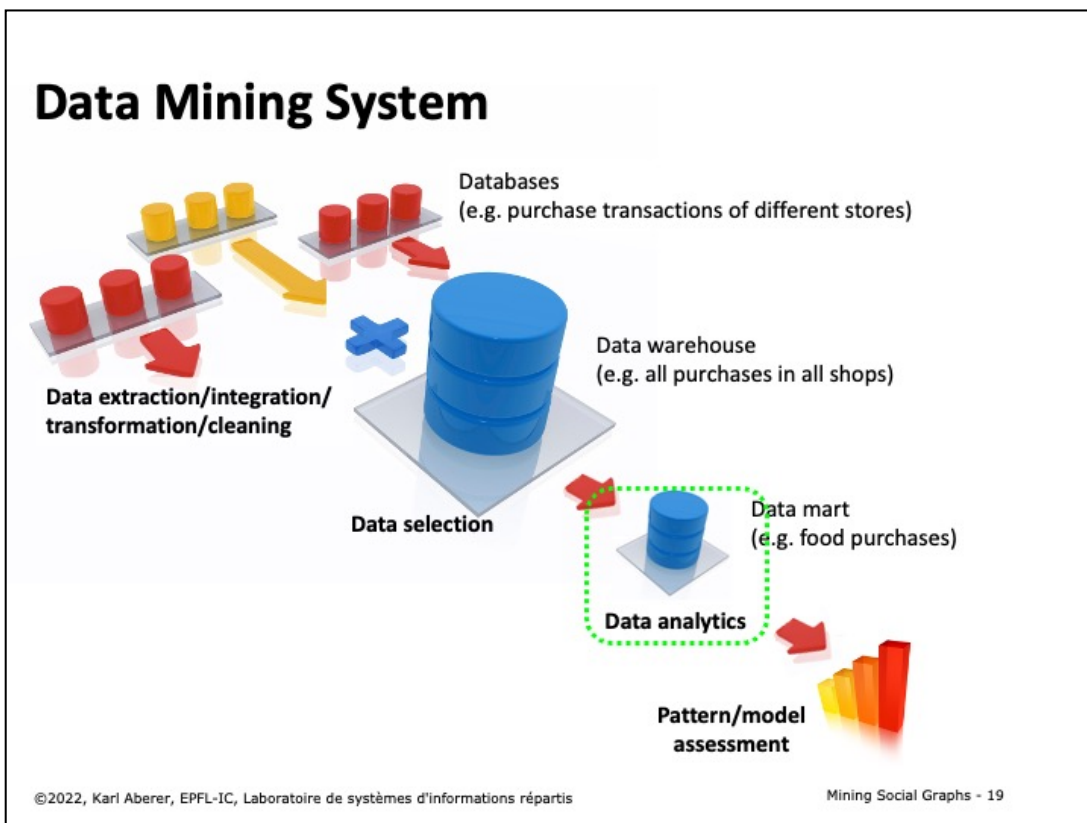 Data Mining System
Databases
(e.g. purchase transactions of different stores)
Data warehouse
(e.g. all purchases in all shops)
Data extraction/integration/
transformation/cleaning
Data selection
Data mart
(e.g. food purchases)
Data analytics
Pattern/model
assessment
©2022, Karl Aberer, EPFL-IC, Laboratoire de systèmes d'informations répartis
Mining Social Graphs - 19